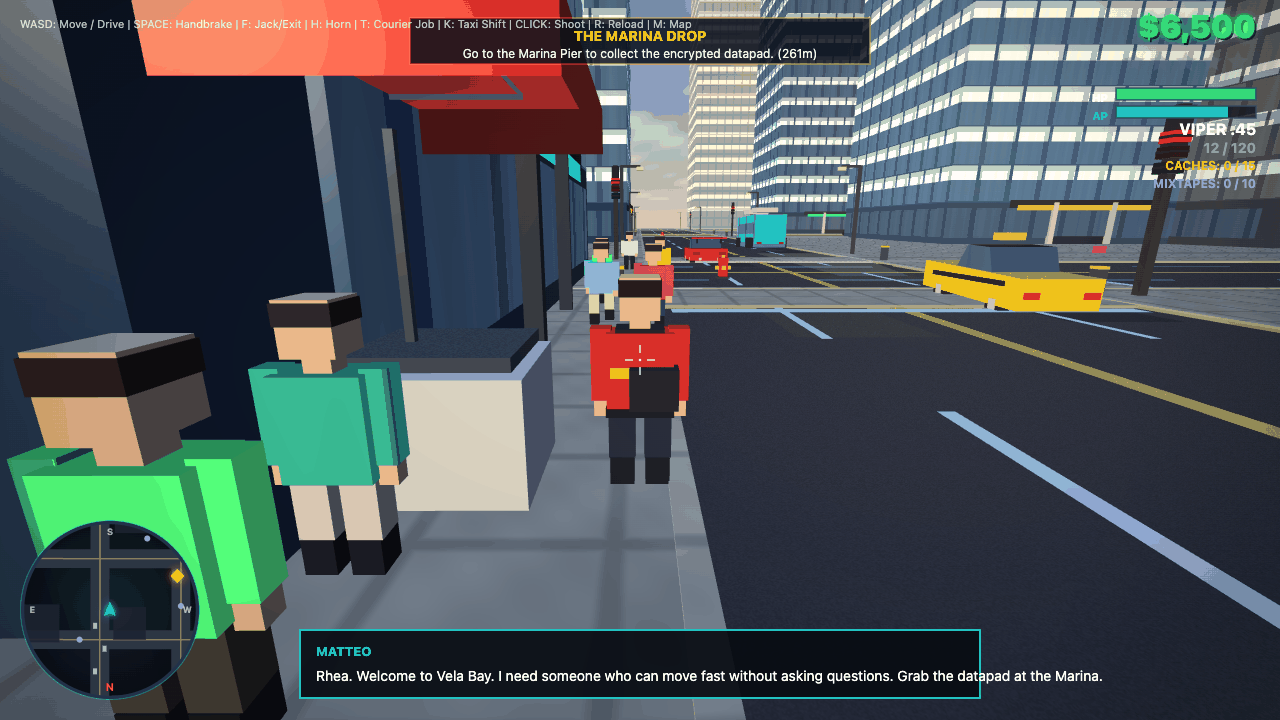 WASD: Move / Drive | SPACE: Handbrake | F: Jack/Exit | H: Horn | T: Courier Job | K: Taxi Shift | CLICK: Shoot | R: Reload | M: Map
THE MARINA DROP
Go to the Marina Pier to collect the encrypted datapad. (261m)
$6,500
AP
VIPER .45
12 / 120
CACHES: 0 / 15
MIXTAPES: 0 / 10
S
E
W
N
MATTEO
Rhea. Welcome to Vela Bay. I need someone who can move fast without asking questions. Grab the datapad at the Marina.